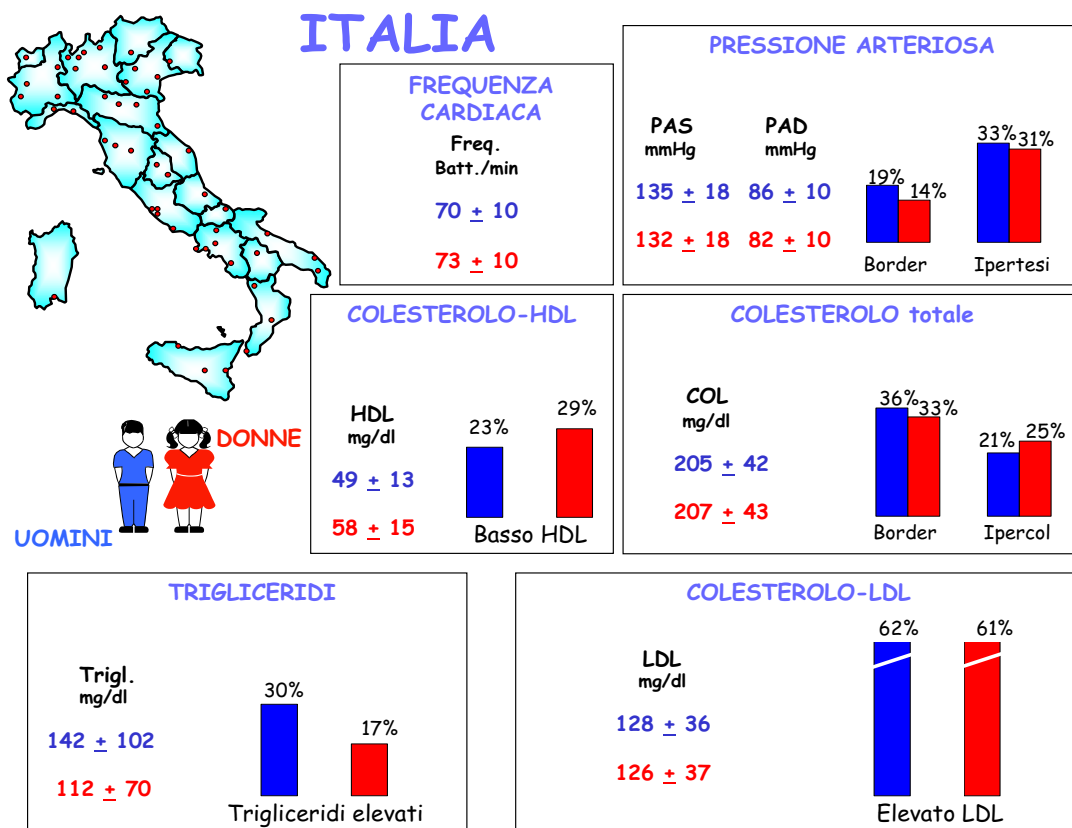 ITALIA
FREQUENZA
CARDIACA
Freq.
Batt./min
70 + 10
73 + 10
PRESSIONE ARTERIOSA
PAS PAD
mmHg mmHg
135 + 18 86 + 10
132 + 18 82 + 10
19% 14% 33% 31%
Border Ipertesi
DONNE
UOMINI
COLESTEROLO-HDL
HDL
mg/dl
49 + 13
58 + 15
23% 29%
Basso HDL
COLESTEROLO totale
COL
mg/dl
205 + 42
207 + 43
36% 33% 21% 25%
Border Ipercol
TRIGLICERIDI
Trigl.
mg/dl
142 + 102
112 + 70
30% 17%
Trigliceridi elevati
COLESTEROLO-LDL
LDL
mg/dl
128 + 36
126 + 37
62% 61%
Elevato LDL